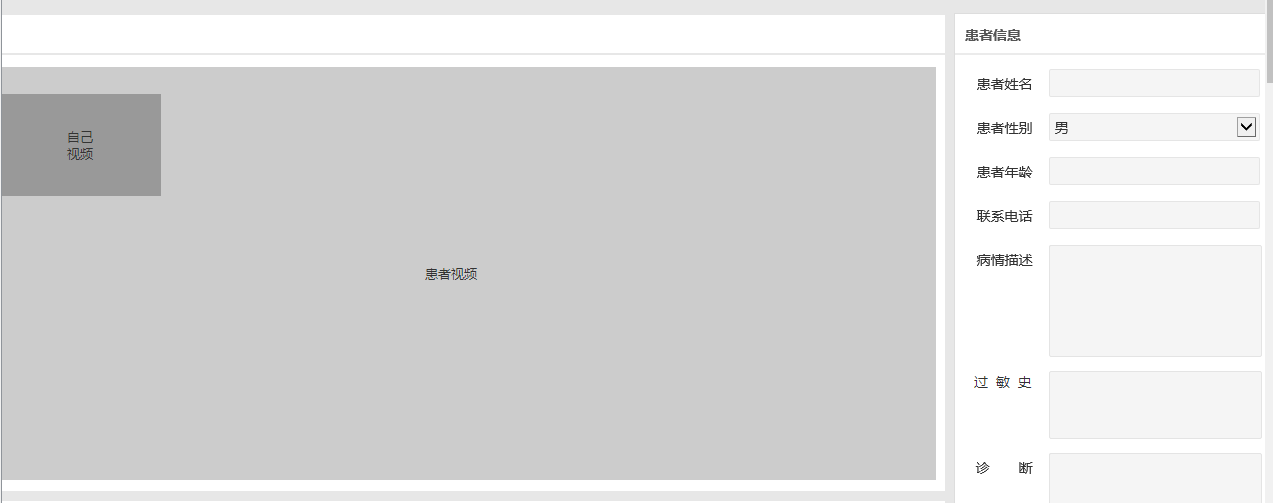 自己
视频
患者视频
患者信息
患者姓名
患者性别 男
患者年龄
联系电话
病情描述
过 敏 史
诊 断